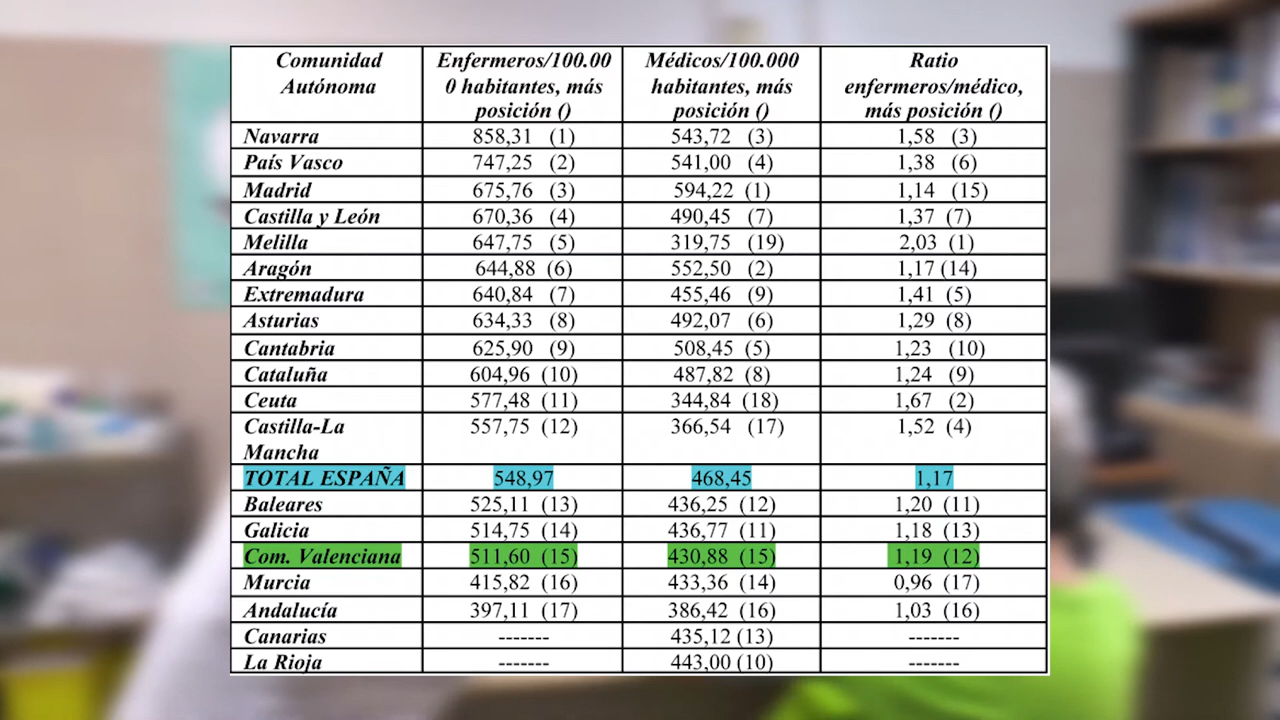 Comunidad Autónoma | Enfermeros/100.000 habitantes, más posición () | Médicos/100.000 habitantes, más posición () | Ratio enfermeros/médico, más posición ()
Navarra | 858,31 (1) | 543,72 (3) | 1,58 (3)
País Vasco | 747,25 (2) | 541,00 (4) | 1,38 (6)
Madrid | 675,76 (3) | 594,22 (1) | 1,14 (15)
Castilla y León | 670,36 (4) | 490,45 (7) | 1,37 (7)
Melilla | 647,75 (5) | 319,75 (19) | 2,03 (1)
Aragón | 644,88 (6) | 552,50 (2) | 1,17 (14)
Extremadura | 640,84 (7) | 455,46 (9) | 1,41 (5)
Asturias | 634,33 (8) | 492,07 (6) | 1,29 (8)
Cantabria | 625,90 (9) | 508,45 (5) | 1,23 (10)
Cataluña | 604,96 (10) | 487,82 (8) | 1,24 (9)
Ceuta | 577,48 (11) | 344,84 (18) | 1,67 (2)
Castilla-La Mancha | 557,75 (12) | 366,54 (17) | 1,52 (4)
TOTAL ESPAÑA | 548,97 | 468,45 | 1,17
Baleares | 525,11 (13) | 436,25 (12) | 1,20 (11)
Galicia | 514,75 (14) | 436,77 (11) | 1,18 (13)
Com. Valenciana | 511,60 (15) | 430,88 (15) | 1,19 (12)
Murcia | 415,82 (16) | 433,36 (14) | 0,96 (17)
Andalucía | 397,11 (17) | 386,42 (16) | 1,03 (16)
Canarias | ------- | 435,12 (13) | -------
La Rioja | ------- | 443,00 (10) | -------